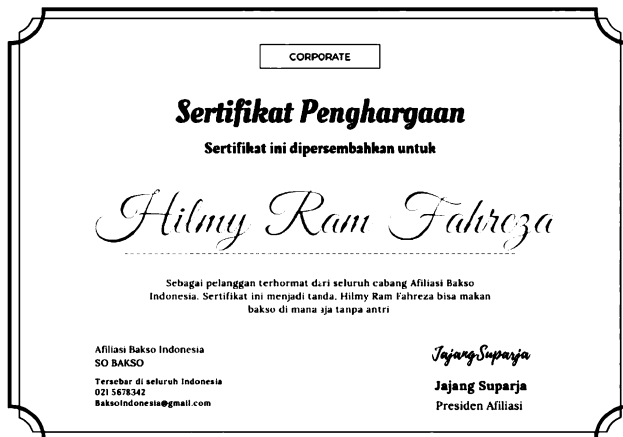 CORPORATE
Sertifikat Penghargaan
Sertifikat ini dipersembahkan untuk
Hilmy Ram Fahreza
Sebagai pelanggan terhormat dari seluruh cabang Afiliasi Bakso
Indonesia. Sertifikat ini menjadi tanda, Hilmy Ram Fahreza bisa makan
bakso di mana aja tanpa antri
Afiliasi Bakso Indonesia
SO BAKSO
Tersebar di seluruh Indonesia
021 5678342
BaksoIndonesia@gmail.com
Jajang Suparja
Jajang Suparja
Presiden Afiliasi